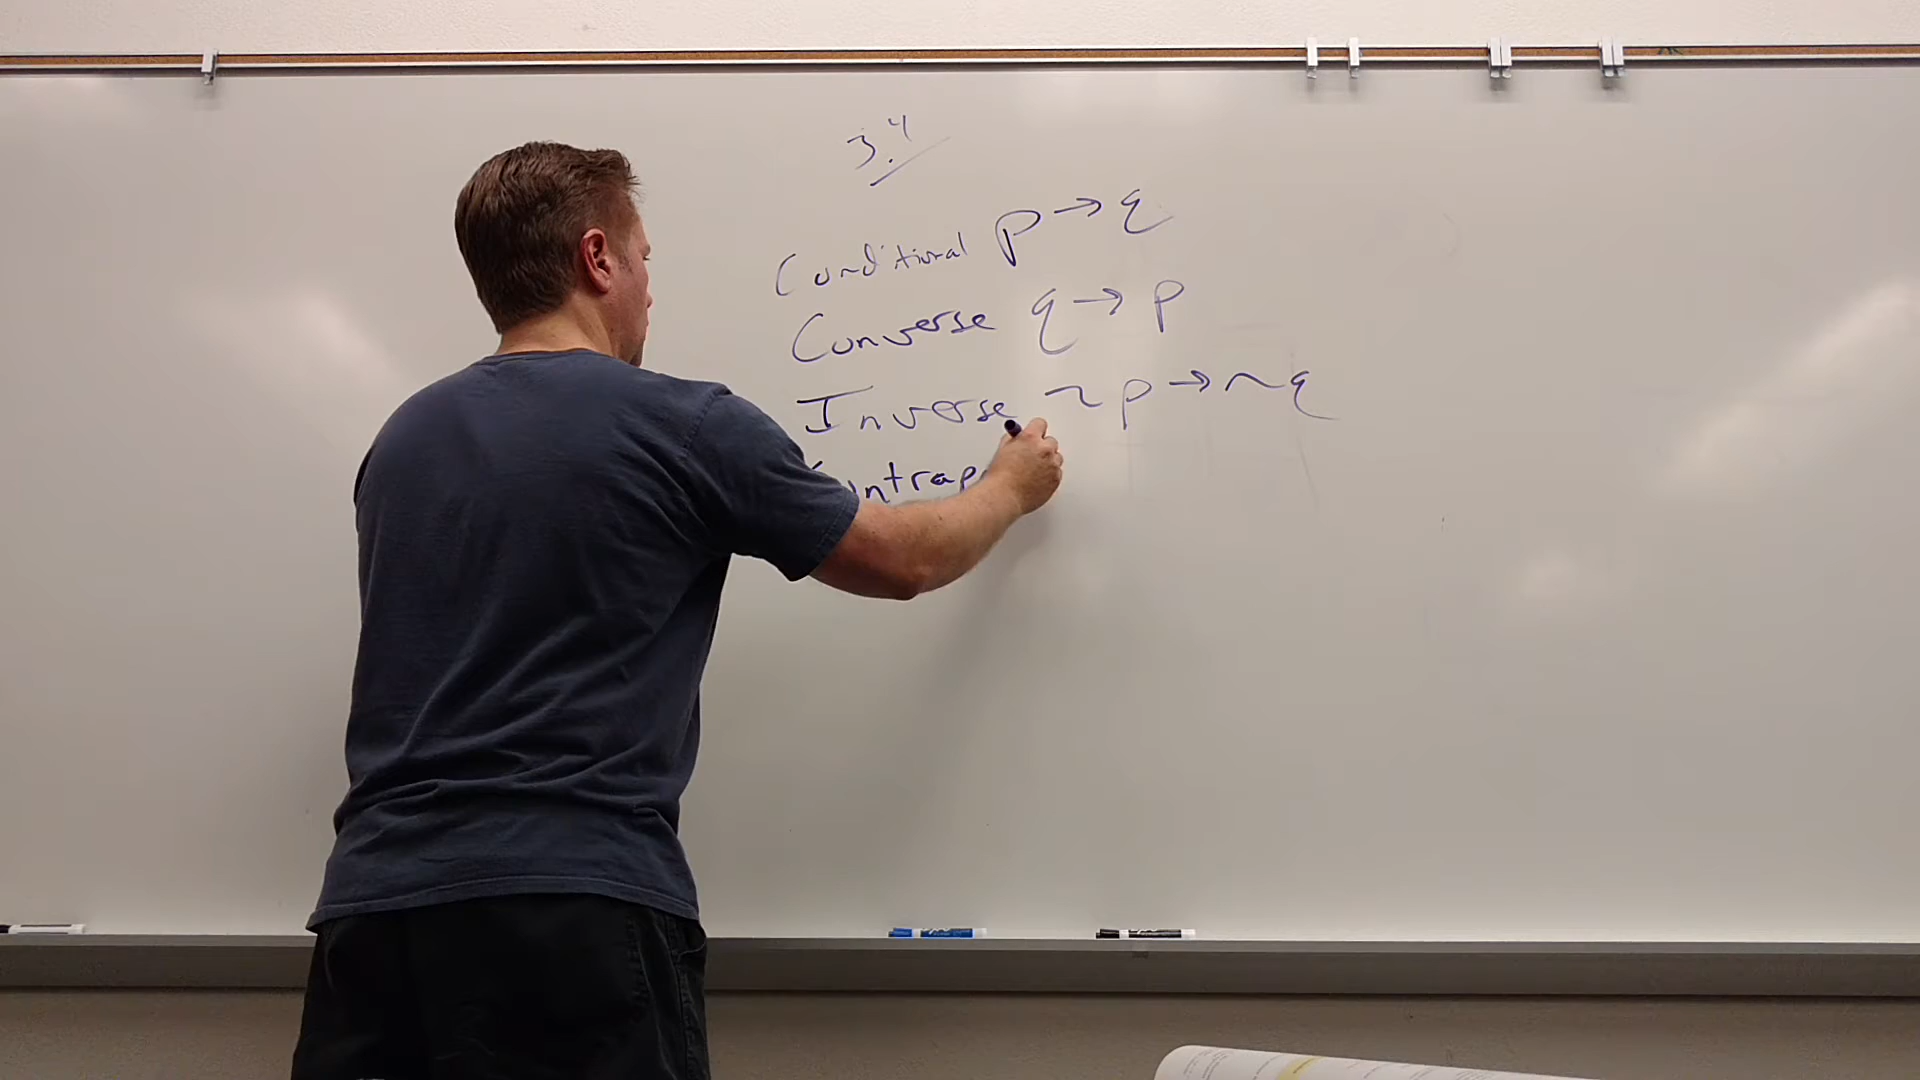 3.4
Conditional p → q
Converse q → p
Inverse ~p → ~q
Contrap